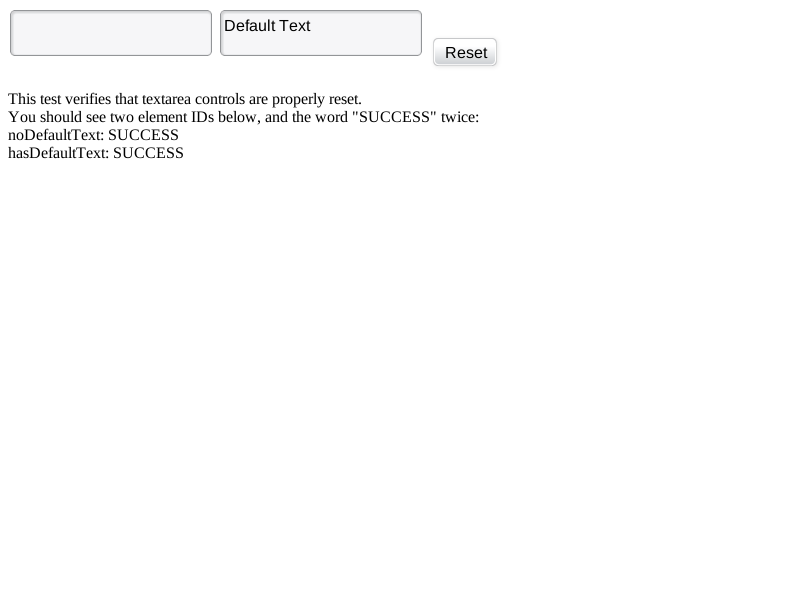 Default Text
Reset
This test verifies that textarea controls are properly reset.
You should see two element IDs below, and the word "SUCCESS" twice:
noDefaultText: SUCCESS
hasDefaultText: SUCCESS